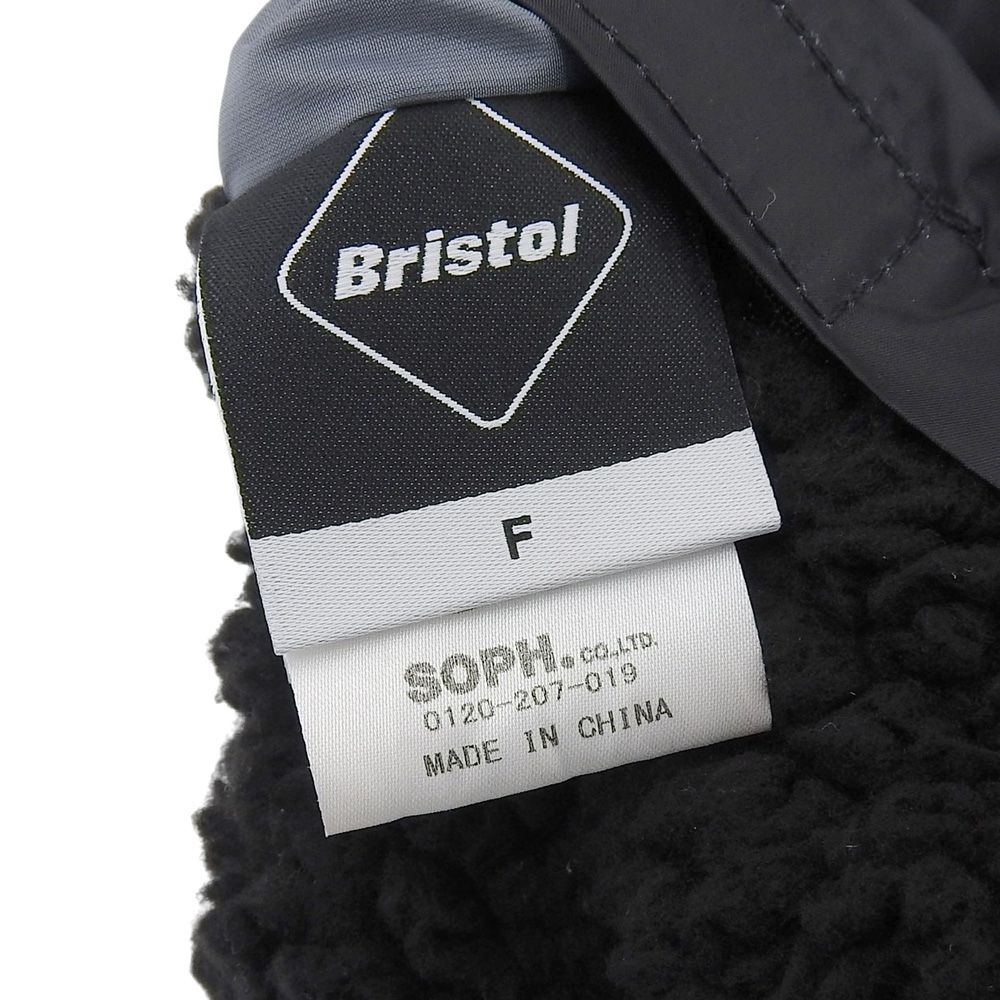 Bristol
F
SOPH. CO.,LTD.
0120-207-019
MADE IN CHINA